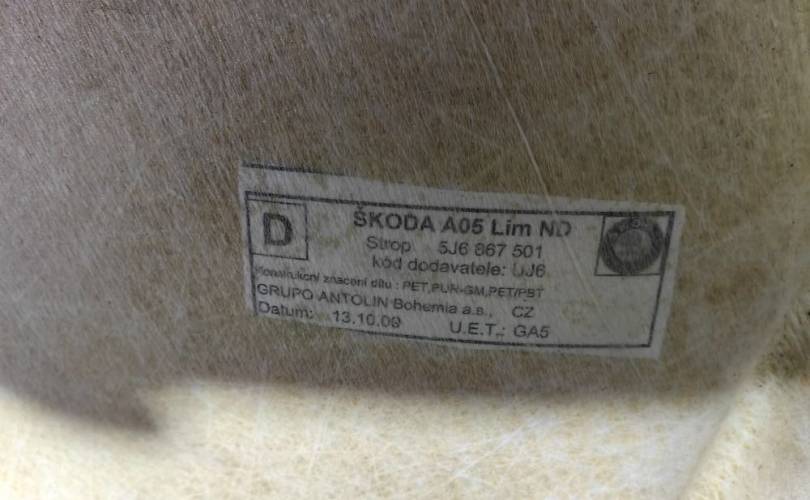 D
ŠKODA A05 Lim ND
Strop 5J6 867 501
kód dodavatele: UJ6
Konstrukční značení dílu : PET,PUR-GM,PET/PBT
GRUPO ANTOLIN Bohemia a.s., CZ
Datum: 13.10.09 U.E.T.: GA5